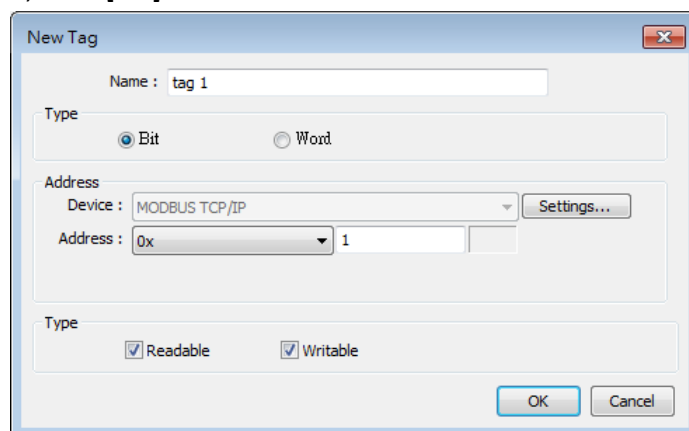 New Tag
Name : tag 1
Type
Bit Word
Address
Device : MODBUS TCP/IP Settings...
Address : 0x 1
Type
Readable Writable
OK Cancel